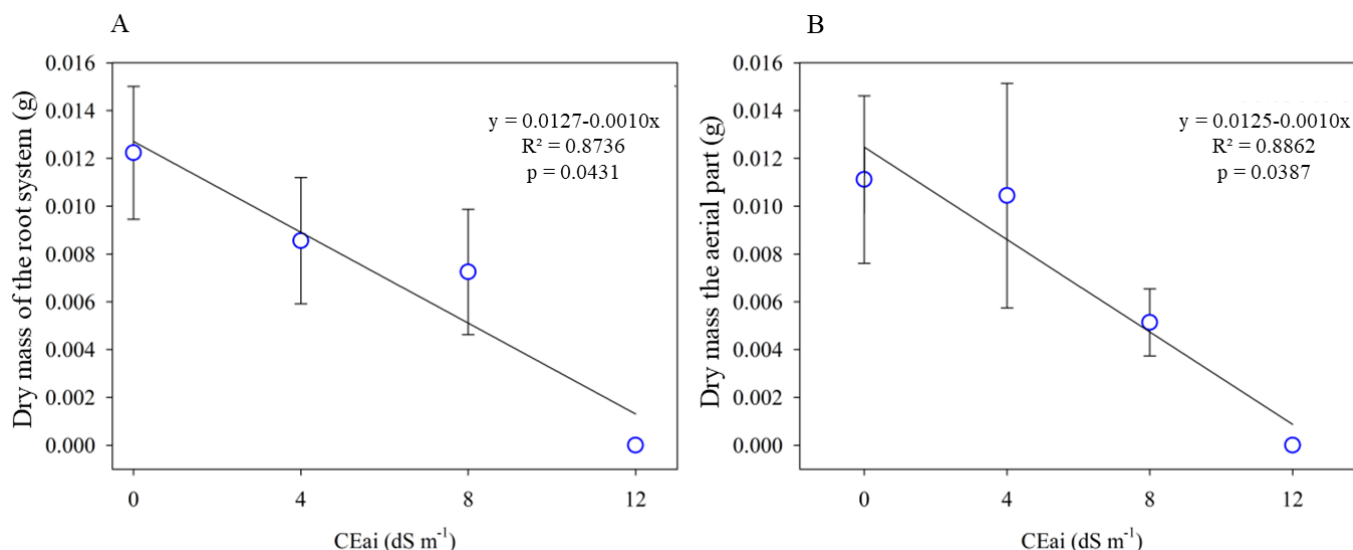 A
Dry mass of the root system (g)
0.016
0.014
0.012
0.010
0.008
0.006
0.004
0.002
0.000
y = 0.0127-0.0010x
R² = 0.8736
p = 0.0431
0
4
8
12
CEai (dS m⁻¹)
B
Dry mass the aerial part (g)
0.016
0.014
0.012
0.010
0.008
0.006
0.004
0.002
0.000
y = 0.0125-0.0010x
R² = 0.8862
p = 0.0387
0
4
8
12
CEai (dS m⁻¹)